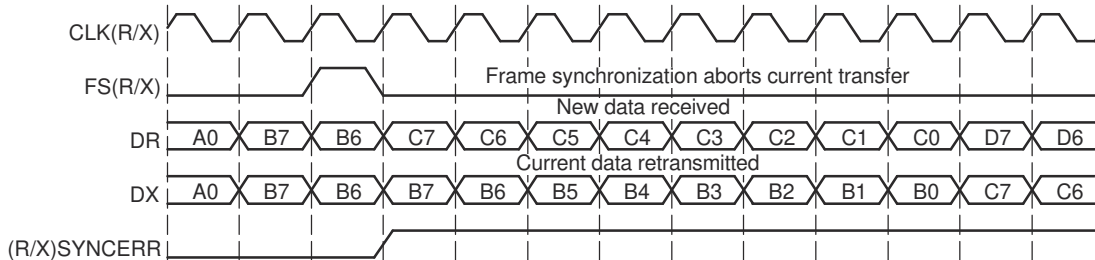 CLK(R/X)
FS(R/X)
Frame synchronization aborts current transfer
New data received
DR A0 B7 B6 C7 C6 C5 C4 C3 C2 C1 C0 D7 D6
Current data retransmitted
DX A0 B7 B6 B7 B6 B5 B4 B3 B2 B1 B0 C7 C6
(R/X)SYNCERR